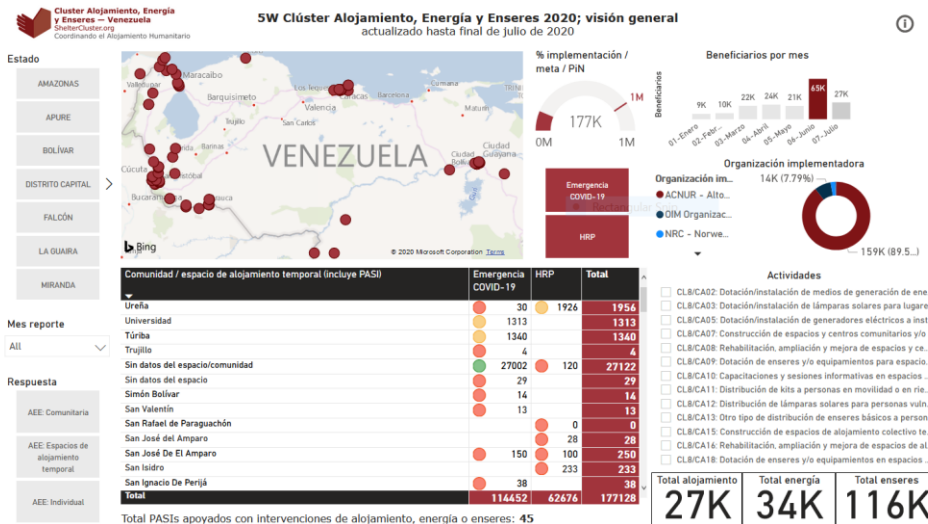 Cluster Alojamiento, Energía
y Enseres — Venezuela
ShelterCluster.org
Coordinando el Alojamiento Humanitario
5W Clúster Alojamiento, Energía y Enseres 2020; visión general
actualizado hasta final de julio de 2020
Estado
AMAZONAS
APURE
BOLÍVAR
DISTRITO CAPITAL
FALCÓN
LA GUAIRA
MIRANDA
Mes reporte
All
Respuesta
AEE: Comunitaria
AEE: Espacios de
alojamiento
temporal
AEE: Individual
Maracaibo
Valledupar
Barquisimeto
Valencia
Caracas
Barcelona
Cumana
Maturin
Trujillo
San Carlos
Barinas
VENEZUELA
Ciudad
Guayana
Ciudad
Cúcuta
Bing
© 2020 Microsoft Corporation Terms
% implementación /
meta / PiN
1M
177K
0M
1M
Emergencia
COVID-19
HRP
Rectangular Snip
Beneficiarios por mes
Beneficiarios
9K
10K
22K
24K
21K
65K
27K
01-Enero
02-Febr...
03-Marzo
04-Abril
05-Mayo
06-Junio
07-Julio
Organización implementadora
Organización im...
ACNUR - Alto...
OIM Organizac...
NRC - Norwe...
14K (7.79%)
159K (89.5...)
Comunidad / espacio de alojamiento temporal (incluye PASI) Emergencia COVID-19 HRP Total
Ureña 30 1926 1956
Universidad 1313 1313
Túriba 1340 1340
Trujillo 4 4
Sin datos del espacio/comunidad 27002 120 27122
Sin datos del espacio 29 29
Simón Bolívar 14 14
San Valentín 13 13
San Rafael de Paraguachón 0 0
San José del Amparo 28 28
San José De El Amparo 150 100 250
San Isidro 233 233
San Ignacio De Perijá 38 38
Total 114452 62676 177128
Total PASIs apoyados con intervenciones de alojamiento, energía o enseres: 45
Actividades
CL8/CA02: Dotación/instalación de medios de generación de ene...
CL8/CA03: Dotación/instalación de lámparas solares para lugare...
CL8/CA05: Dotación/instalación de generadores eléctricos a inst...
CL8/CA07: Construcción de espacios y centros comunitarios y/o ...
CL8/CA08: Rehabilitación, ampliación y mejora de espacios y ce...
CL8/CA09: Dotación de enseres y/o equipamientos para espacio...
CL8/CA10: Capacitaciones y sesiones informativas en espacios ...
CL8/CA11: Distribución de kits a personas en movilidad o en rie...
CL8/CA12: Distribución de lámparas solares para personas vuln...
CL8/CA13: Otro tipo de distribución de enseres básicos a person...
CL8/CA15: Construcción de espacios de alojamiento colectivo te...
CL8/CA16: Rehabilitación, ampliación y mejora de espacios de al...
CL8/CA18: Dotación de enseres y/o equipamientos en espacios ...
Total alojamiento
27K
Total energía
34K
Total enseres
116K